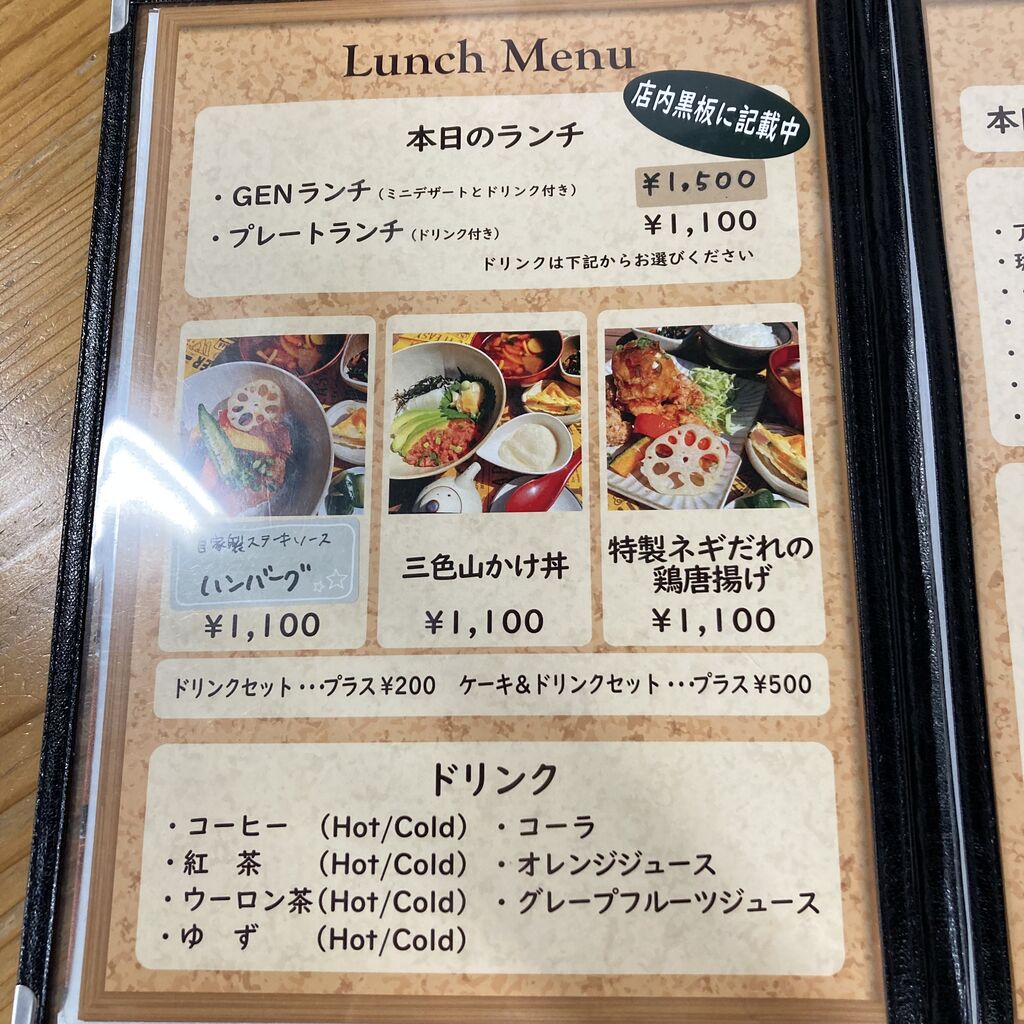 Lunch Menu
店内黒板に記載中
本日のランチ
・GENランチ（ミニデザートとドリンク付き） ￥1,500
・プレートランチ（ドリンク付き） ￥1,100
ドリンクは下記からお選びください
自家製ステーキソース
ハンバーグ
￥1,100
三色山かけ丼
￥1,100
特製ネギだれの
鶏唐揚げ
￥1,100
ドリンクセット・・・プラス¥200 ケーキ&ドリンクセット・・・プラス¥500
ドリンク
・コーヒー （Hot/Cold） ・コーラ
・紅 茶 （Hot/Cold） ・オレンジジュース
・ウーロン茶（Hot/Cold） ・グレープフルーツジュース
・ゆ ず （Hot/Cold）